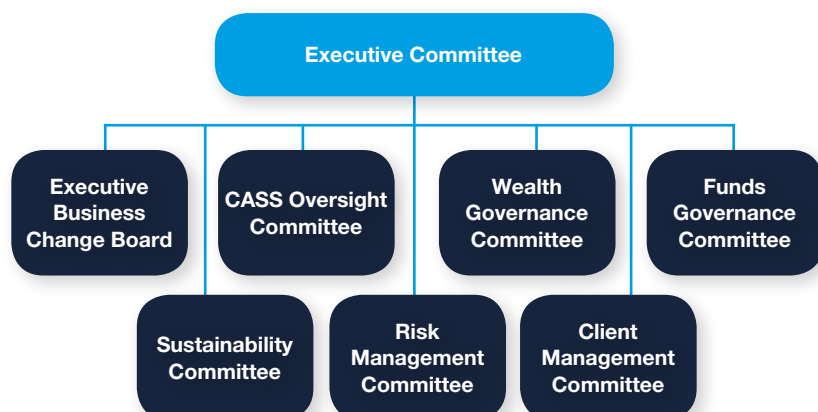 Executive Committee
Executive
Business
Change Board
CASS Oversight
Committee
Wealth
Governance
Committee
Funds
Governance
Committee
Sustainability
Committee
Risk
Management
Committee
Client
Management
Committee